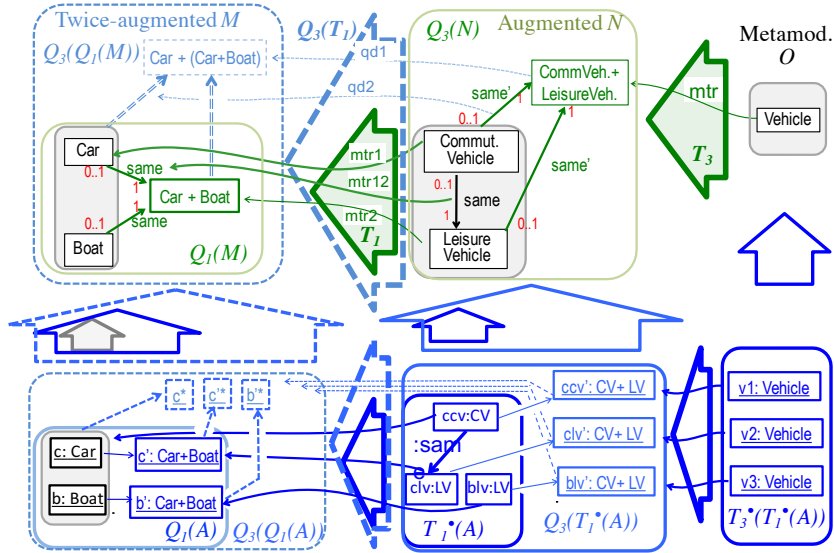 Twice-augmented M
Q3(T1)
Augmented N
Metamod.
O
Q3(Q1(M))
Car + (Car+Boat)
qd1
qd2
Q3(N)
CommVeh.+
LeisureVeh.
same'
1
1
0..1
mtr
Vehicle
T3
Car
0..1
same
1
1
Car + Boat
0..1
same
Boat
Q1(M)
mtr1
mtr12
mtr2
T1
Commut.
Vehicle
0..1
same
1
same'
0..1
Leisure
Vehicle
c*
c'*
b'*
c: Car
c': Car+Boat
b: Boat
b': Car+Boat
Q1(A)
Q3(Q1(A))
ccv:CV
:sam
e
clv:LV
blv:LV
T1•(A)
ccv': CV+ LV
clv': CV+ LV
blv': CV+ LV
Q3(T1•(A))
v1: Vehicle
v2: Vehicle
v3: Vehicle
T3•(T1•(A))